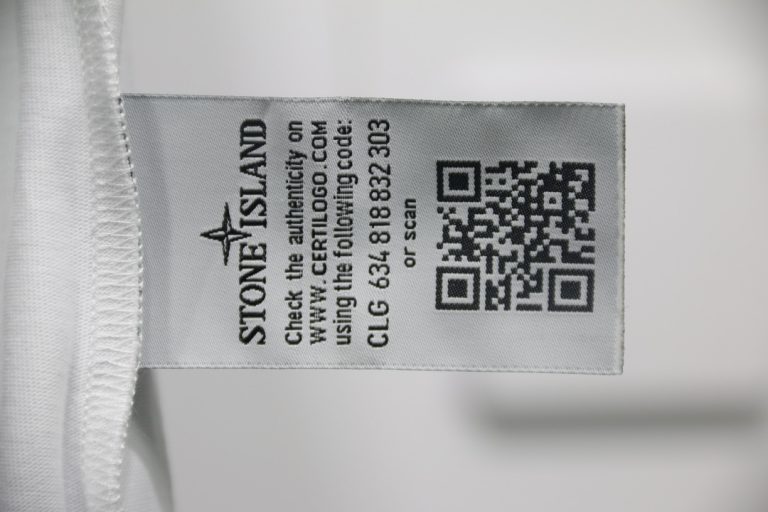 STONE ISLAND
Check the authenticity on
WWW.CERTILOGO.COM
using the following code:
CLG 634 818 832 303
or scan